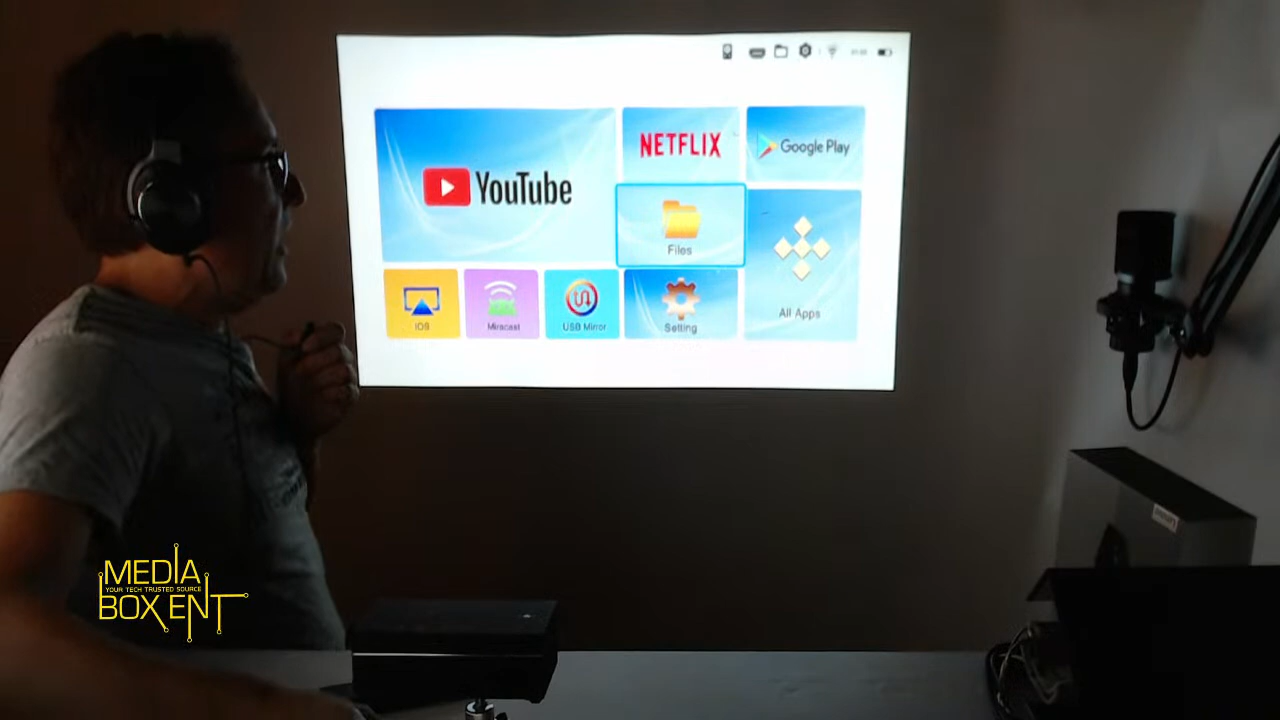 NETFLIX
Google Play
YouTube
Files
iOS
Miracast
USB Mirror
Setting
All Apps
MEDIA
YOUR TECH TRUSTED SOURCE
BOX ENT